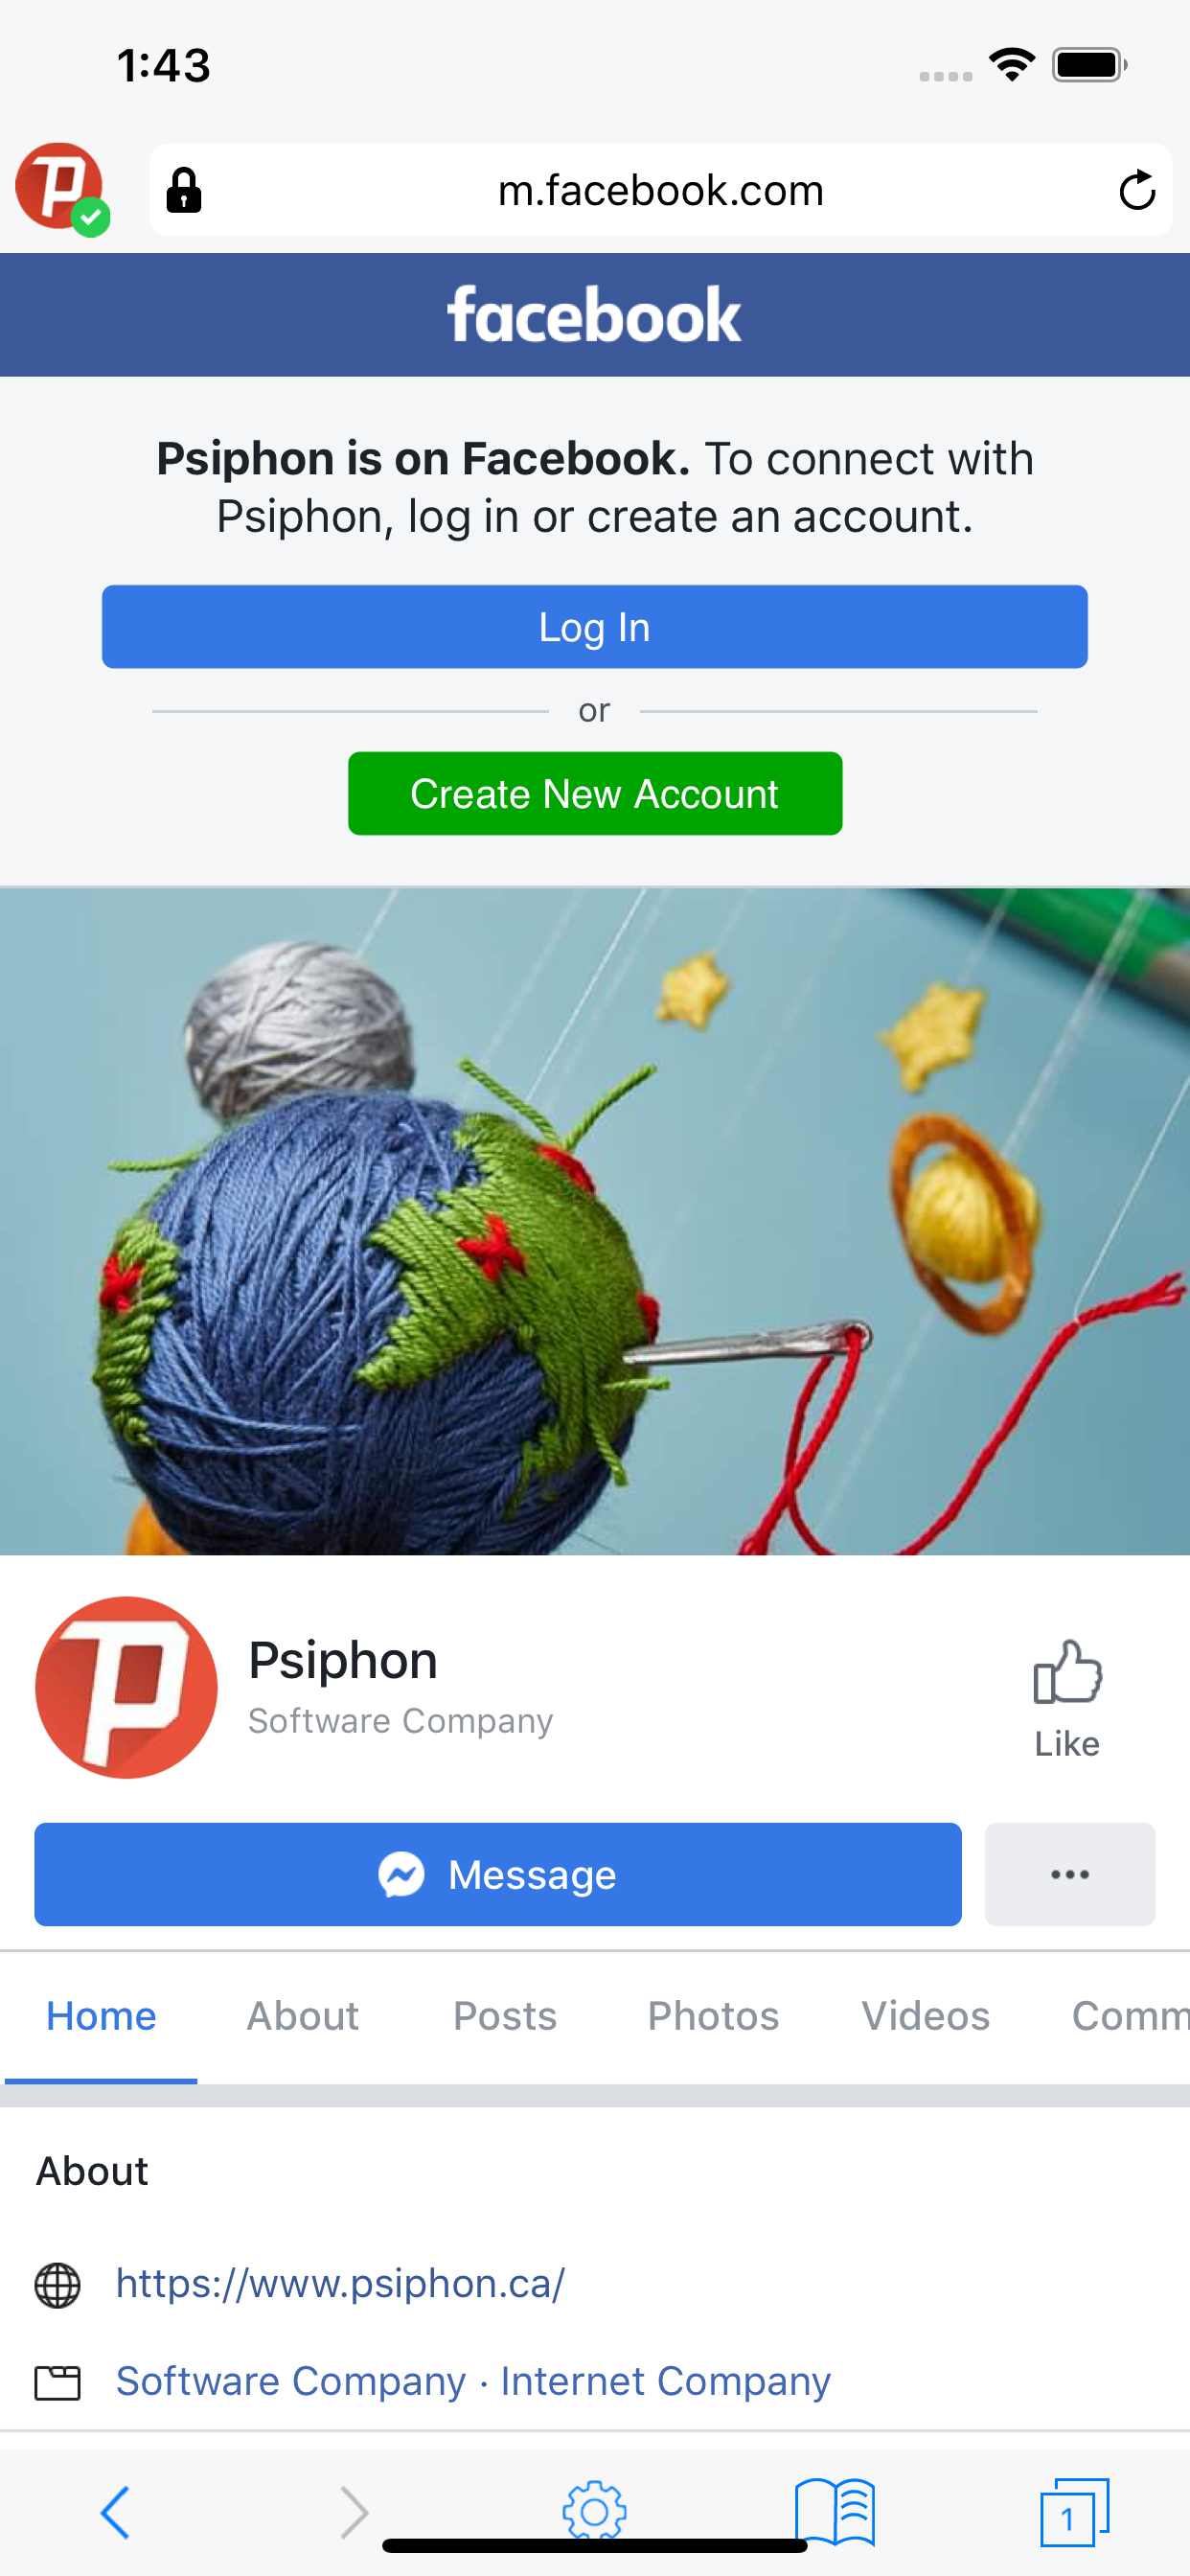 1:43
m.facebook.com
facebook
Psiphon is on Facebook. To connect with
Psiphon, log in or create an account.
Log In
or
Create New Account
Psiphon
Software Company
Like
Message
Home About Posts Photos Videos Comm
About
https://www.psiphon.ca/
Software Company · Internet Company
1